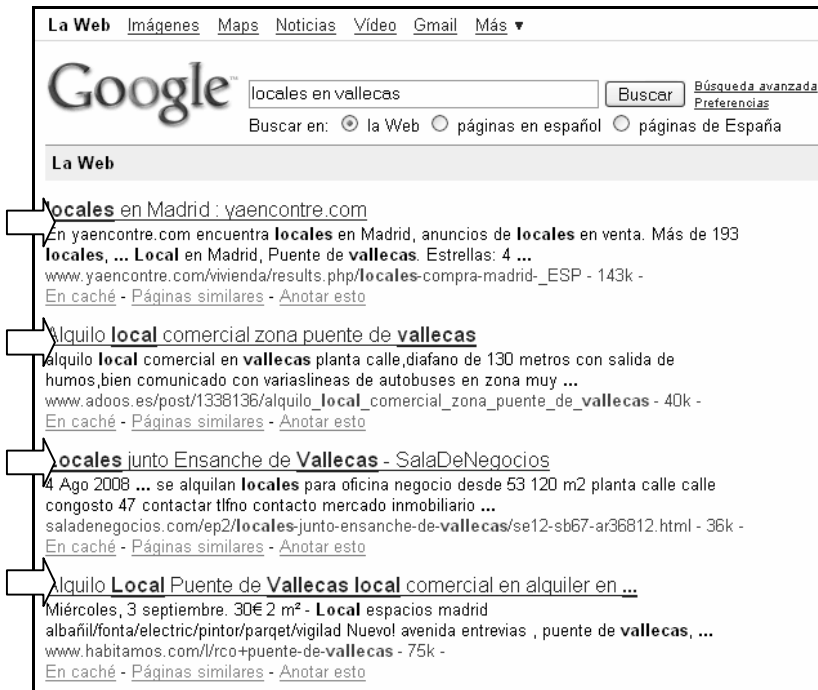 La Web Imágenes Maps Noticias Vídeo Gmail Más ▼
Google™ locales en vallecas Buscar Búsqueda avanzada
Preferencias
Buscar en: la Web páginas en español páginas de España
La Web
locales en Madrid : yaencontre.com
En yaencontre.com encuentra locales en Madrid, anuncios de locales en venta. Más de 193
locales, ... Local en Madrid, Puente de vallecas. Estrellas: 4 ...
www.yaencontre.com/vivienda/results.php/locales-compra-madrid-_ESP - 143k -
En caché - Páginas similares - Anotar esto
Alquilo local comercial zona puente de vallecas
alquilo local comercial en vallecas planta calle,diafano de 130 metros con salida de
humos,bien comunicado con variaslineas de autobuses en zona muy ...
www.adoos.es/post/1338136/alquilo_local_comercial_zona_puente_de_vallecas - 40k -
En caché - Páginas similares - Anotar esto
Locales junto Ensanche de Vallecas - SalaDeNegocios
4 Ago 2008 ... se alquilan locales para oficina negocio desde 53 120 m2 planta calle calle
congosto 47 contactar tlfno contacto mercado inmobiliario ...
saladenegocios.com/ep2/locales-junto-ensanche-de-vallecas/se12-sb67-ar36812.html - 36k -
En caché - Páginas similares - Anotar esto
Alquilo Local Puente de Vallecas local comercial en alquiler en ...
Miércoles, 3 septiembre. 30€ 2 m² - Local espacios madrid
albañil/fonta/electric/pintor/parqet/vigilad Nuevo! avenida entrevias , puente de vallecas, ...
www.habitamos.com/l/rco+puente-de-vallecas - 75k -
En caché - Páginas similares - Anotar esto